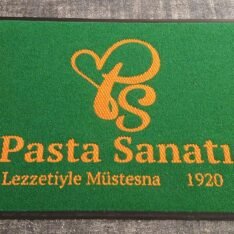 PS
Pasta Sanatı
Lezzetiyle Müstesna 1920